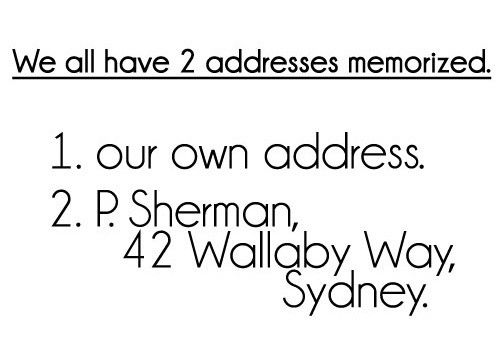 We all have 2 addresses memorized.
1. our own address.
2. P. Sherman,
42 Wallaby Way,
Sydney.